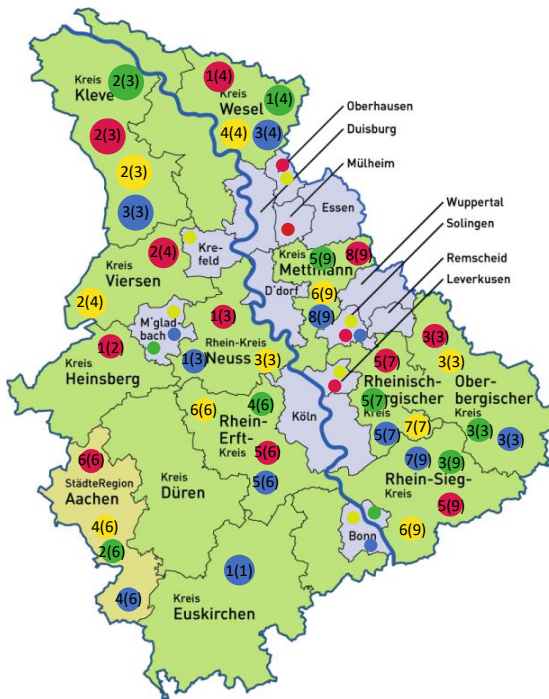 2(3)
Kreis
Kleve
1(4)
Kreis
Wesel
1(4)
4(4)
3(4)
2(3)
2(3)
3(3)
Oberhausen
Duisburg
Mülheim
Essen
Wuppertal
Solingen
Remscheid
Leverkusen
2(4)
Kreis
Viersen
2(4)
Kre-
feld
Kreis
Mettmann
5(9)
8(9)
6(9)
8(9)
D'dorf
M'glad-
bach
1(3)
Rhein-Kreis
Neuss
1(3)
3(3)
1(2)
Kreis
Heinsberg
3(3)
3(3)
5(7)
Rheinisch-
Bergischer
Kreis
5(7)
5(7)
7(7)
Ober-
bergischer
Kreis
3(3)
3(3)
Köln
6(6)
4(6)
Rhein-
Erft-
Kreis
5(6)
5(6)
6(6)
StädteRegion
Aachen
4(6)
2(6)
4(6)
Kreis
Düren
7(9)
3(9)
Rhein-Sieg-
Kreis
5(9)
6(9)
Bonn
1(1)
Kreis
Euskirchen